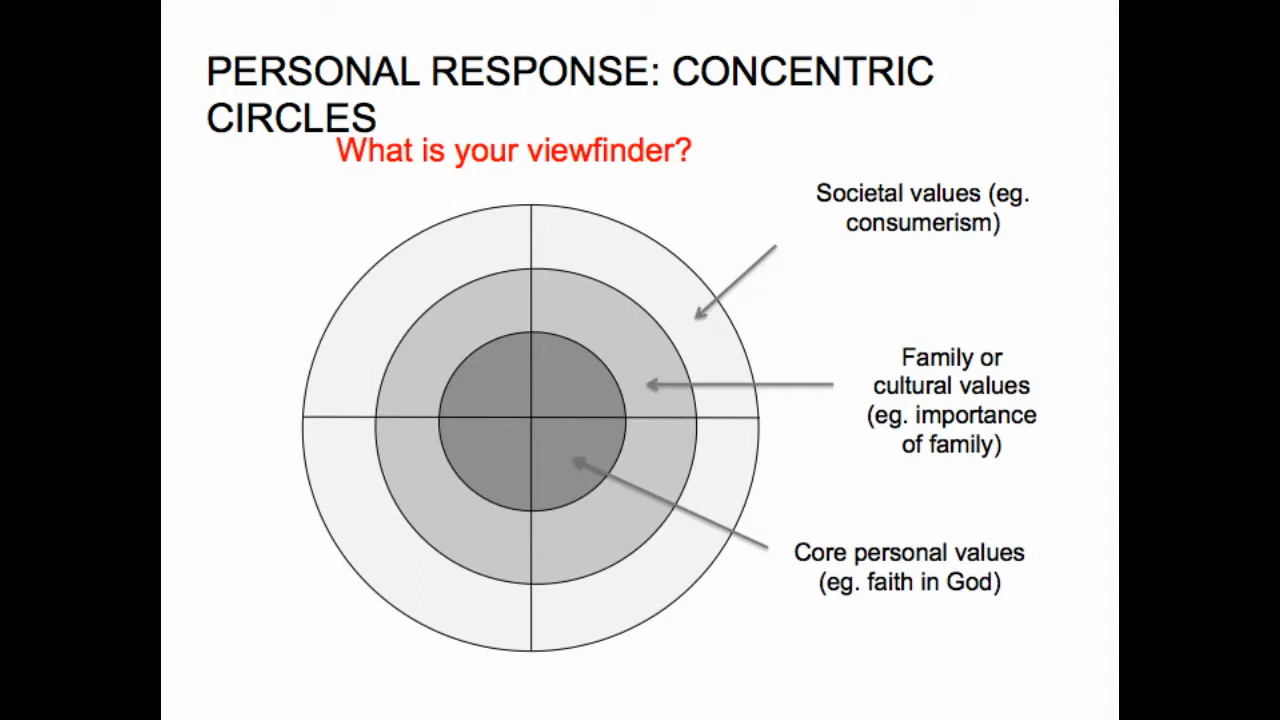 PERSONAL RESPONSE: CONCENTRIC
CIRCLES
What is your viewfinder?
Societal values (eg.
consumerism)
Family or
cultural values
(eg. importance
of family)
Core personal values
(eg. faith in God)